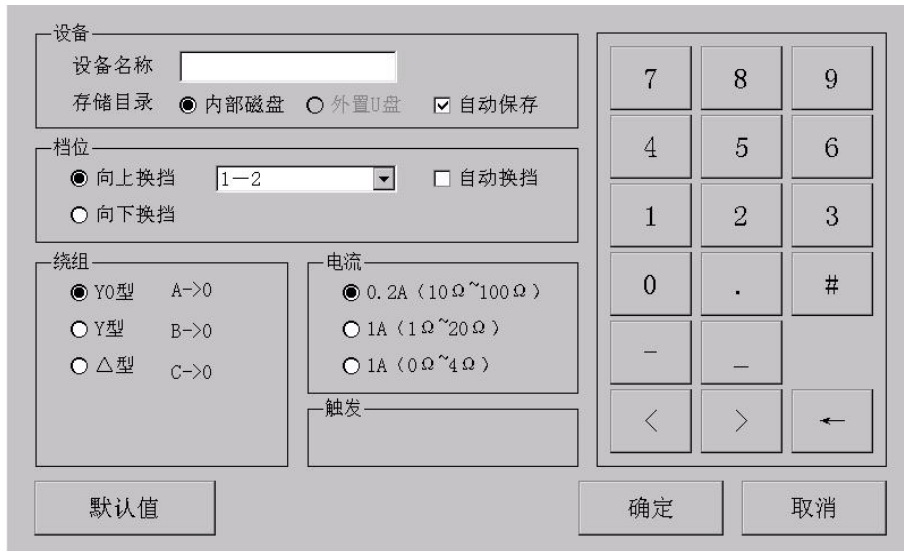 设备
设备名称
存储目录 内部磁盘 外置U盘 自动保存
档位
向上换挡 1—2 自动换挡
向下换挡
绕组
Y0型 A->0
Y型 B->0
△型 C->0
电流
0.2A（10Ω~100Ω）
1A（1Ω~20Ω）
1A（0Ω~4Ω）
触发
7 8 9
4 5 6
1 2 3
0 . #
- _
< > ←
默认值 确定 取消